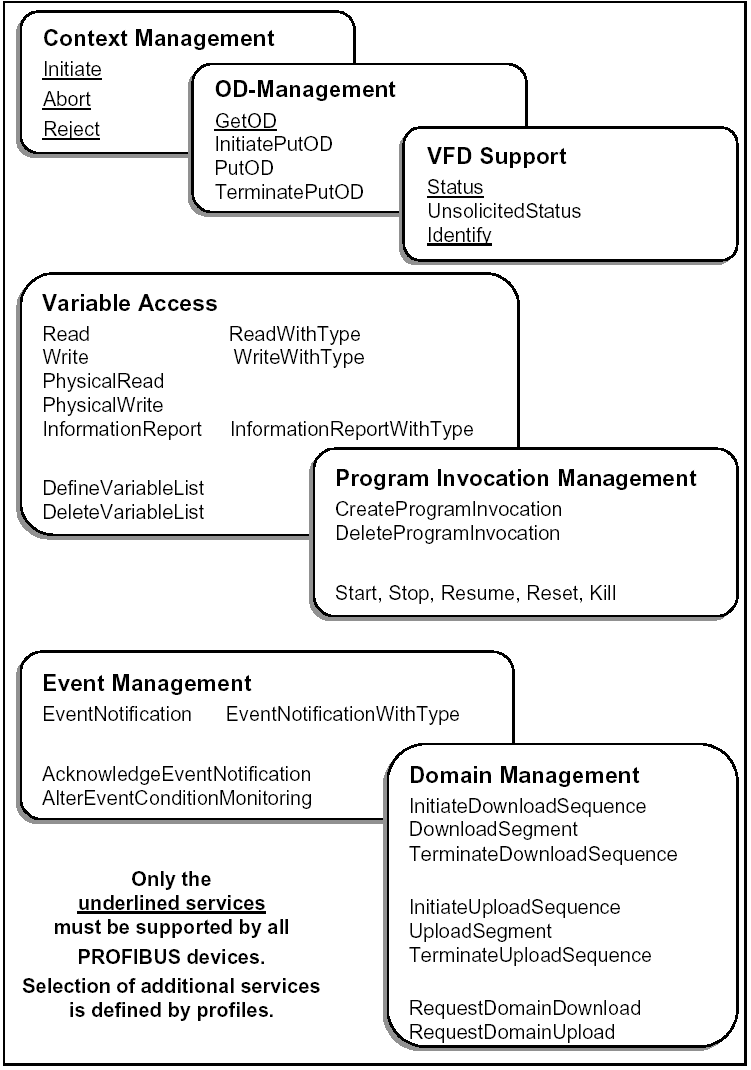 Context Management
Initiate
Abort
Reject
OD-Management
GetOD
InitiatePutOD
PutOD
TerminatePutOD
VFD Support
Status
UnsolicitedStatus
Identify
Variable Access
Read ReadWithType
Write WriteWithType
PhysicalRead
PhysicalWrite
InformationReport InformationReportWithType
DefineVariableList
DeleteVariableList
Program Invocation Management
CreateProgramInvocation
DeleteProgramInvocation
Start, Stop, Resume, Reset, Kill
Event Management
EventNotification EventNotificationWithType
AcknowledgeEventNotification
AlterEventConditionMonitoring
Domain Management
InitiateDownloadSequence
DownloadSegment
TerminateDownloadSequence
InitiateUploadSequence
UploadSegment
TerminateUploadSequence
RequestDomainDownload
RequestDomainUpload
Only the
underlined services
must be supported by all
PROFIBUS devices.
Selection of additional services
is defined by profiles.